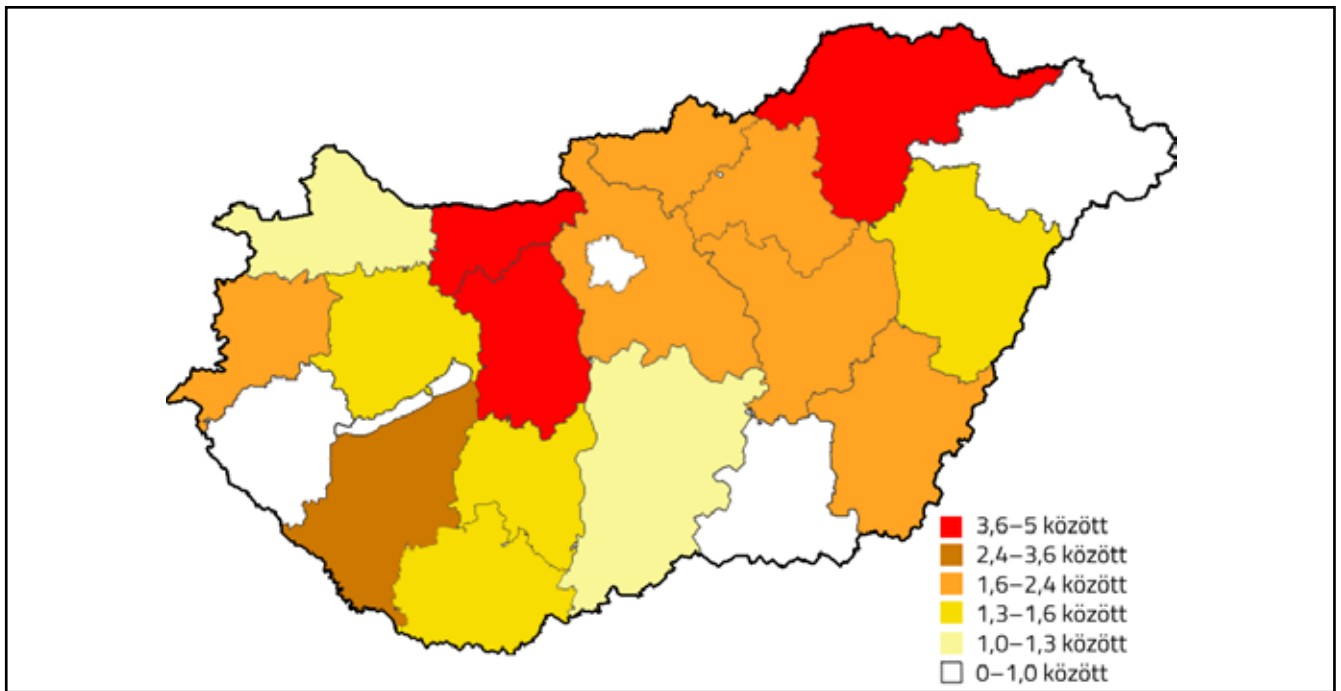 3,6–5 között
2,4–3,6 között
1,6–2,4 között
1,3–1,6 között
1,0–1,3 között
0–1,0 között